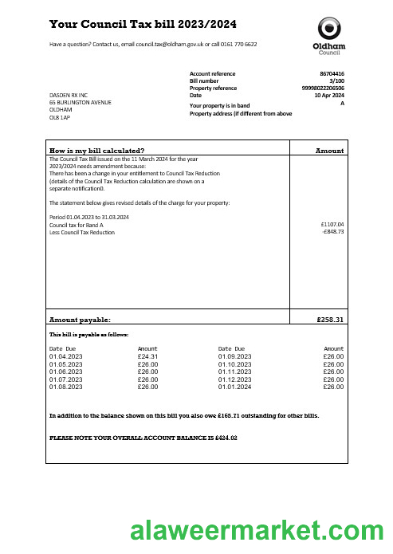 Your Council Tax bill 2023/2024
Have a question? Contact us, email council.tax@oldham.gov.uk or call 0161 770 6622
Oldham
Council
Account reference 86704416
Bill number 3/100
Property reference 99998022206506
Date 10 Apr 2024
Your property is in band A
Property address (if different from above
DASDEN RX INC
65 BURLINGTON AVENUE
OLDHAM
OL8 1AP
How is my bill calculated? Amount
The Council Tax Bill issued on the 11 March 2024 for the year
2023/2024 needs amendment because:
There has been a change in your entitlement to Council Tax Reduction
(details of the Council Tax Reduction calculation are shown on a
separate notification).
The statement below gives revised details of the charge for your property:
Period 01.04.2023 to 31.03.2024
Council tax for Band A £1107.04
Less Council Tax Reduction -£848.73
Amount payable: £258.31
This bill is payable as follows:
Date Due Amount Date Due Amount
01.04.2023 £24.31 01.09.2023 £26.00
01.05.2023 £26.00 01.10.2023 £26.00
01.06.2023 £26.00 01.11.2023 £26.00
01.07.2023 £26.00 01.12.2023 £26.00
01.08.2023 £26.00 01.01.2024 £26.00
In addition to the balance shown on this bill you also owe outstanding for other bills.
PLEASE NOTE YOUR OVERALL ACCOUNT BALANCE IS
alaweermarket.com